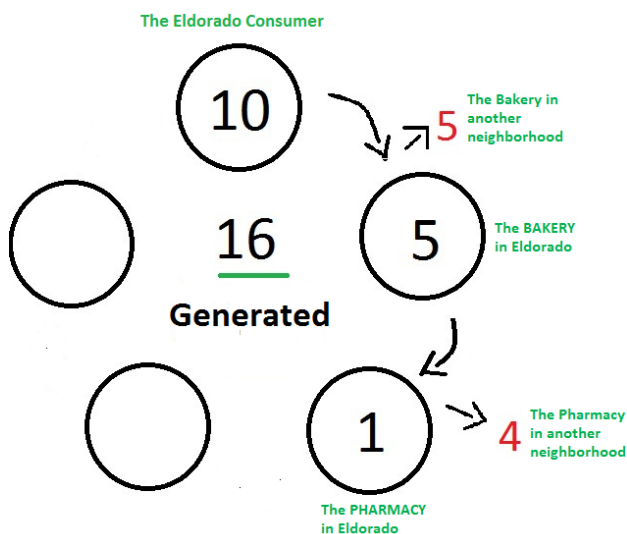 The Eldorado Consumer
10
5
The Bakery in
another
neighborhood
16
5
The BAKERY
in Eldorado
Generated
1
4
The Pharmacy
in another
neighborhood
The PHARMACY
in Eldorado